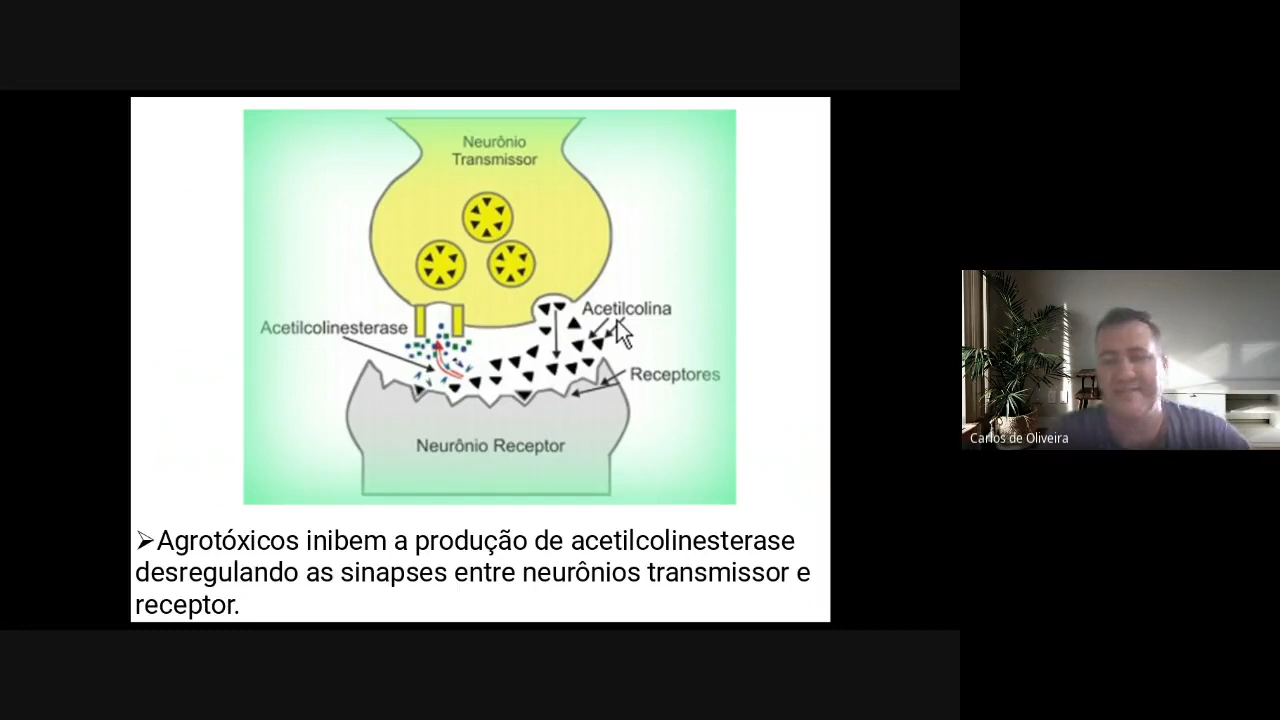 Neurônio
Transmissor
Acetilcolina
Acetilcolinesterase
Receptores
Neurônio Receptor
➢Agrotóxicos inibem a produção de acetilcolinesterase
desregulando as sinapses entre neurônios transmissor e
receptor.
Carlos de Oliveira